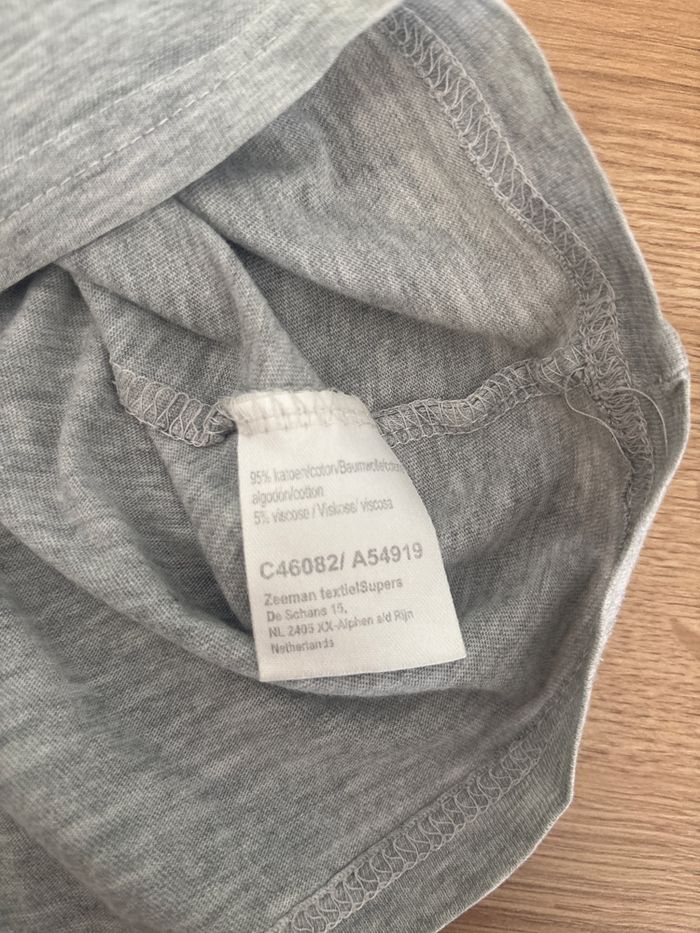 95% katoen/coton/Baumwolle/
algodón/cotton
5% viscose / Viskose/ viscosa
C46082/ A54919
Zeeman textielSupers
De Schans 15,
NL 2405 XX-Alphen a/d Rijn
Netherlands